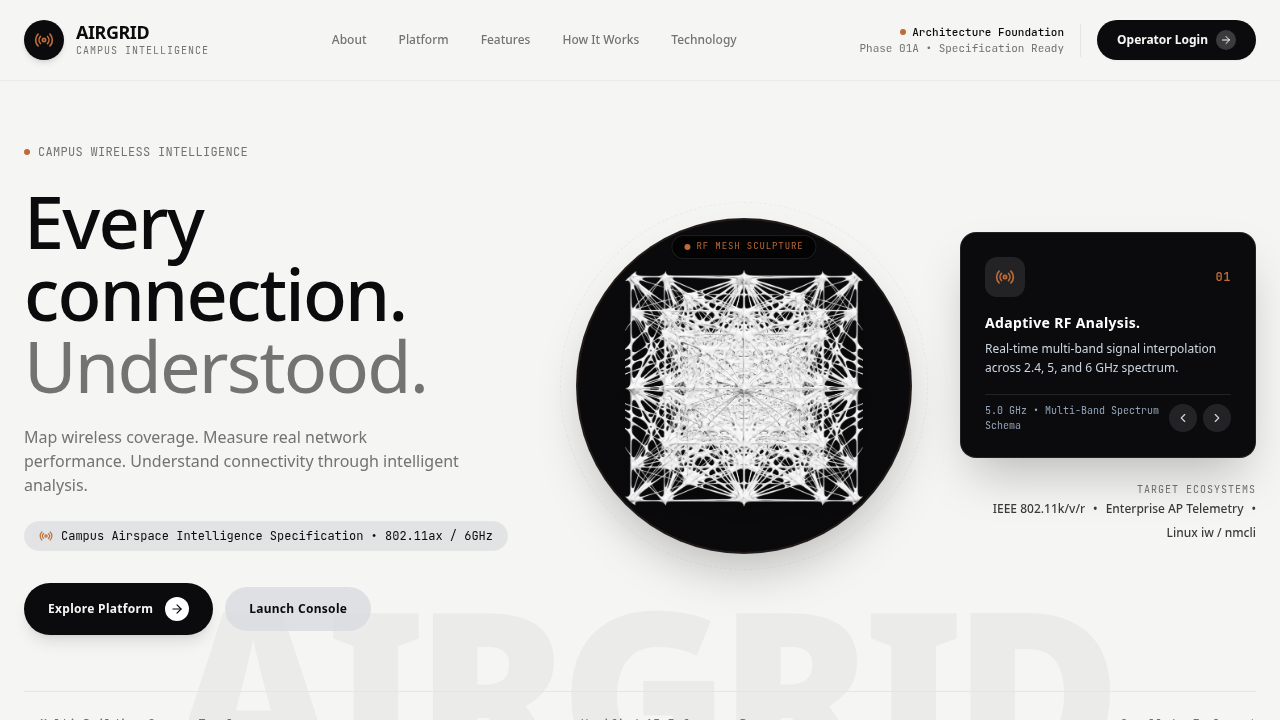 AIRGRID
CAMPUS INTELLIGENCE
About
Platform
Features
How It Works
Technology
Architecture Foundation
Phase 01A • Specification Ready
Operator Login
CAMPUS WIRELESS INTELLIGENCE
Every
connection.
Understood.
Map wireless coverage. Measure real network
performance. Understand connectivity through intelligent
analysis.
Campus Airspace Intelligence Specification • 802.11ax / 6GHz
Explore Platform
Launch Console
RF MESH SCULPTURE
01
Adaptive RF Analysis.
Real-time multi-band signal interpolation
across 2.4, 5, and 6 GHz spectrum.
5.0 GHz • Multi-Band Spectrum
Schema
TARGET ECOSYSTEMS
IEEE 802.11k/v/r • Enterprise AP Telemetry •
Linux iw / nmcli
AIRGRID